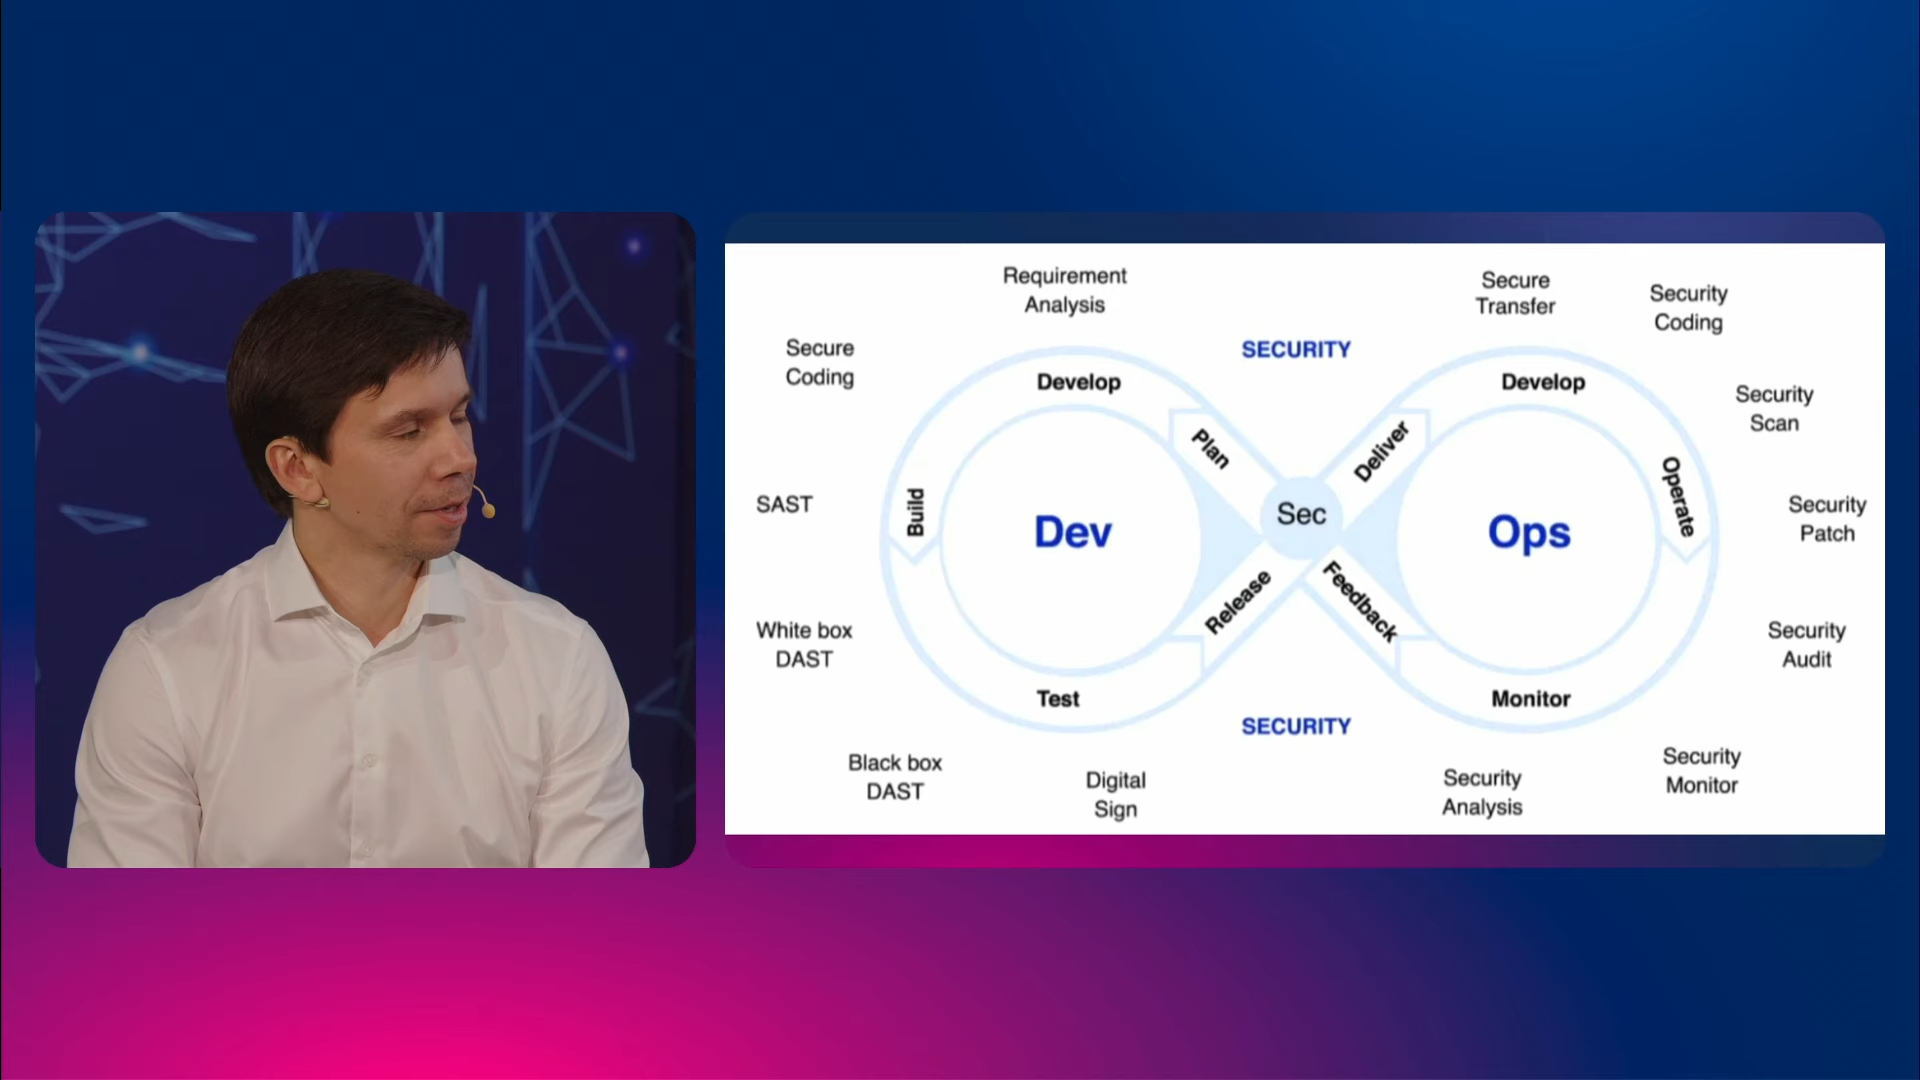 Requirement
Analysis
Secure
Transfer
Security
Coding
Secure
Coding
SECURITY
Develop
Develop
Security
Scan
Plan
Deliver
Build
Operate
SAST
Dev
Sec
Ops
Security
Patch
Release
Feedback
White box
DAST
Security
Audit
Test
Monitor
SECURITY
Black box
DAST
Digital
Sign
Security
Analysis
Security
Monitor